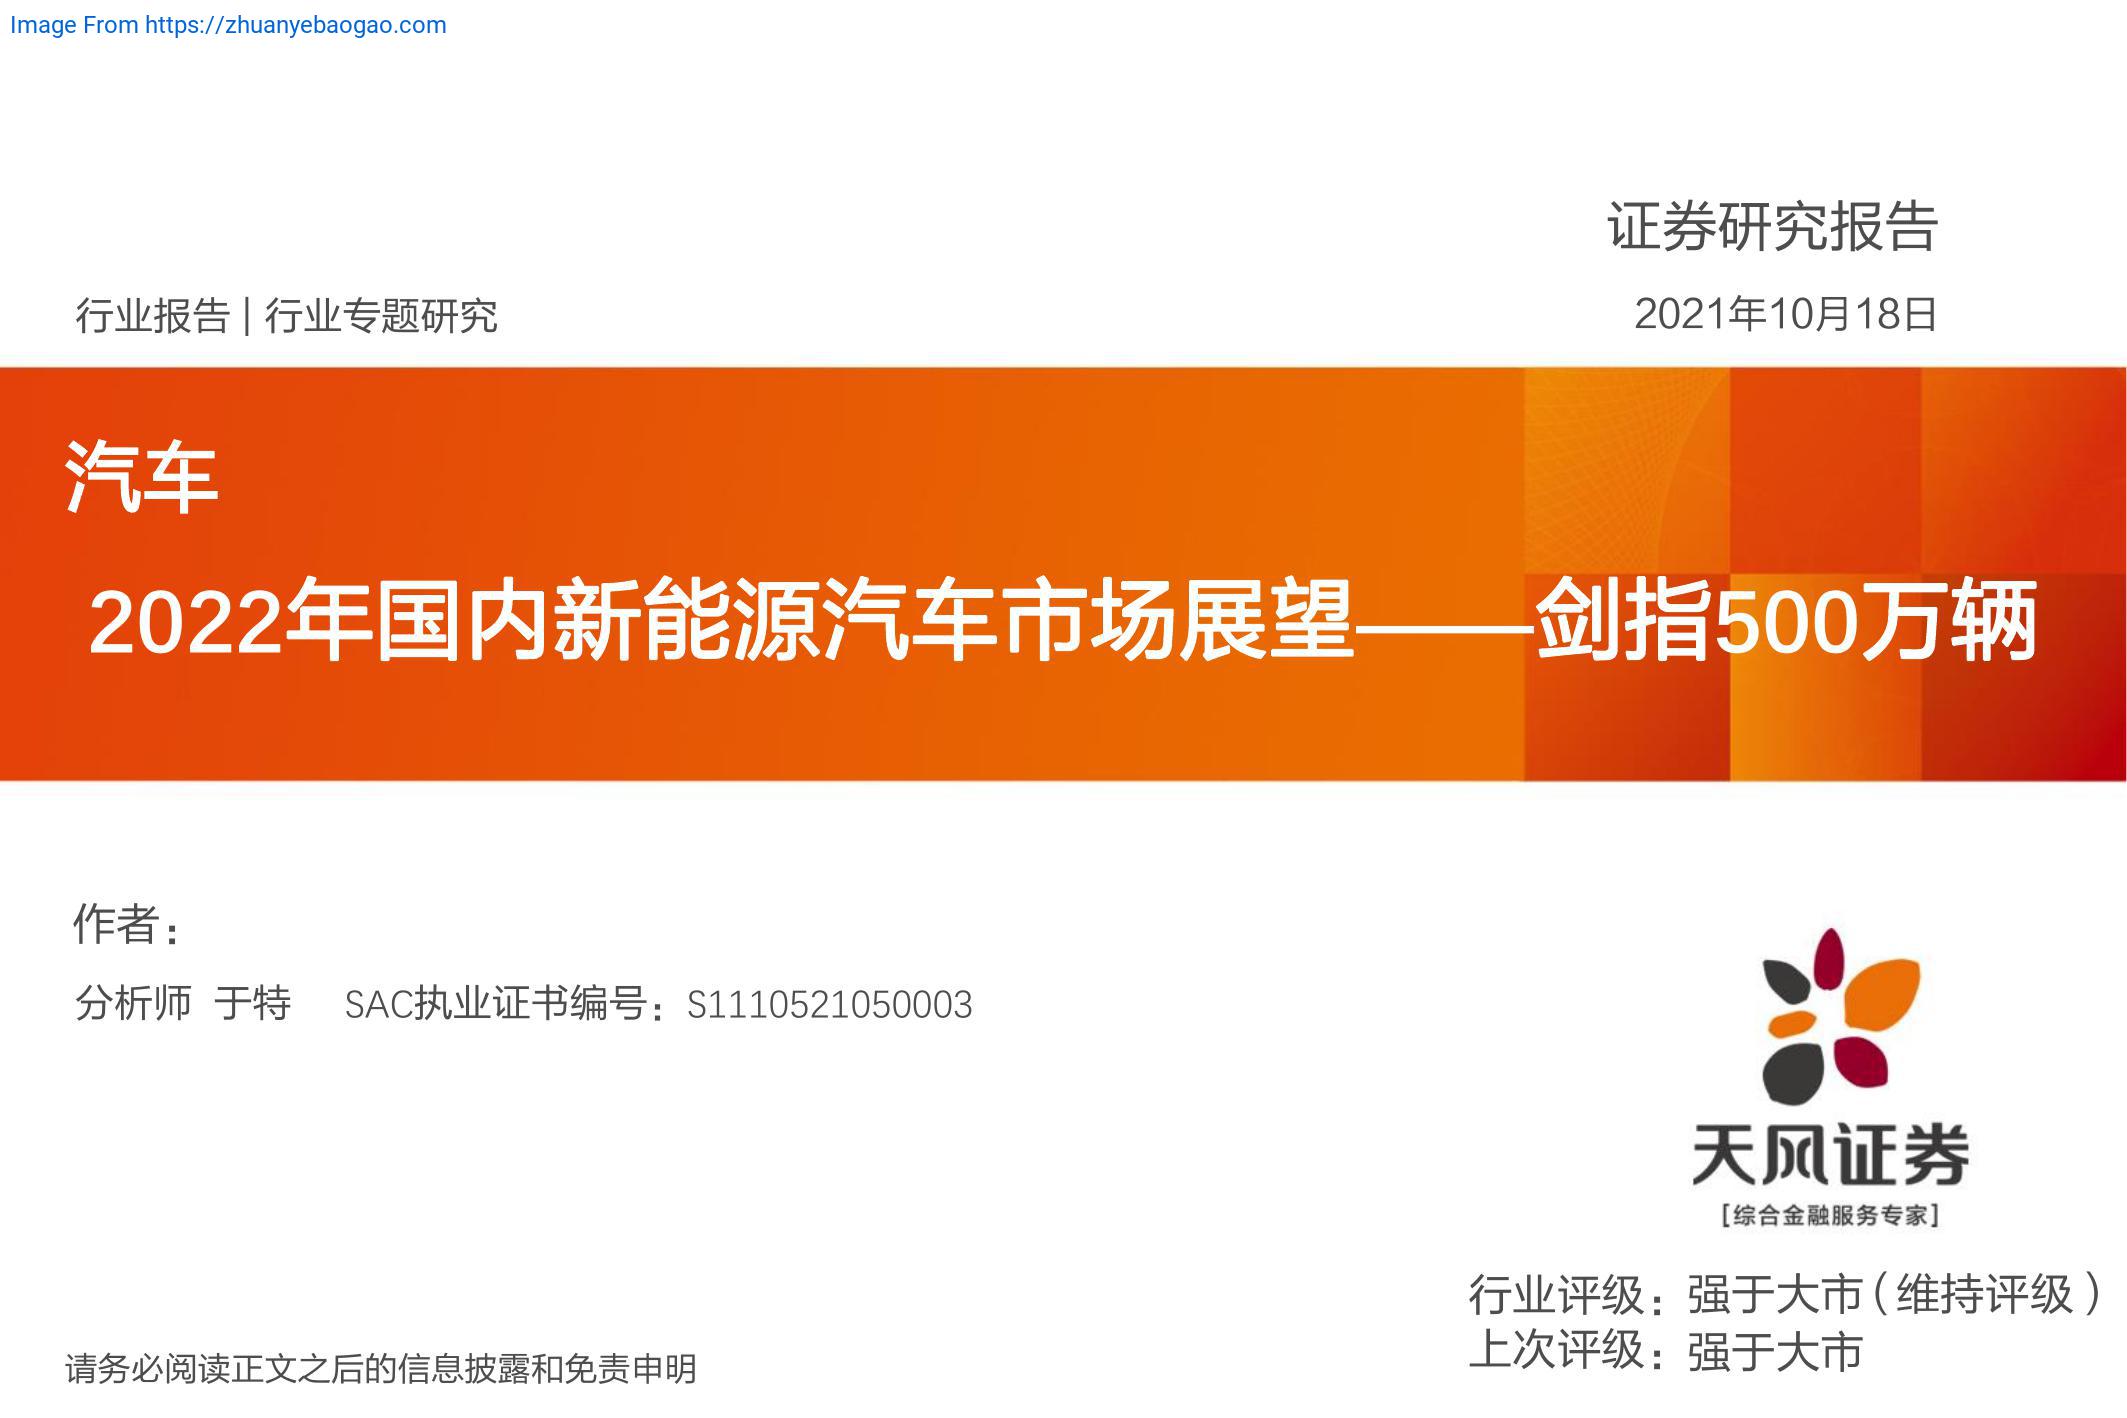 Image From https://zhuanyebaogao.com
证券研究报告
行业报告 | 行业专题研究
2021年10月18日
汽车
2022年国内新能源汽车市场展望——剑指500万辆
作者：
分析师 于特 SAC执业证书编号：S1110521050003
天风证券
[综合金融服务专家]
行业评级：强于大市（维持评级）
上次评级：强于大市
请务必阅读正文之后的信息披露和免责申明